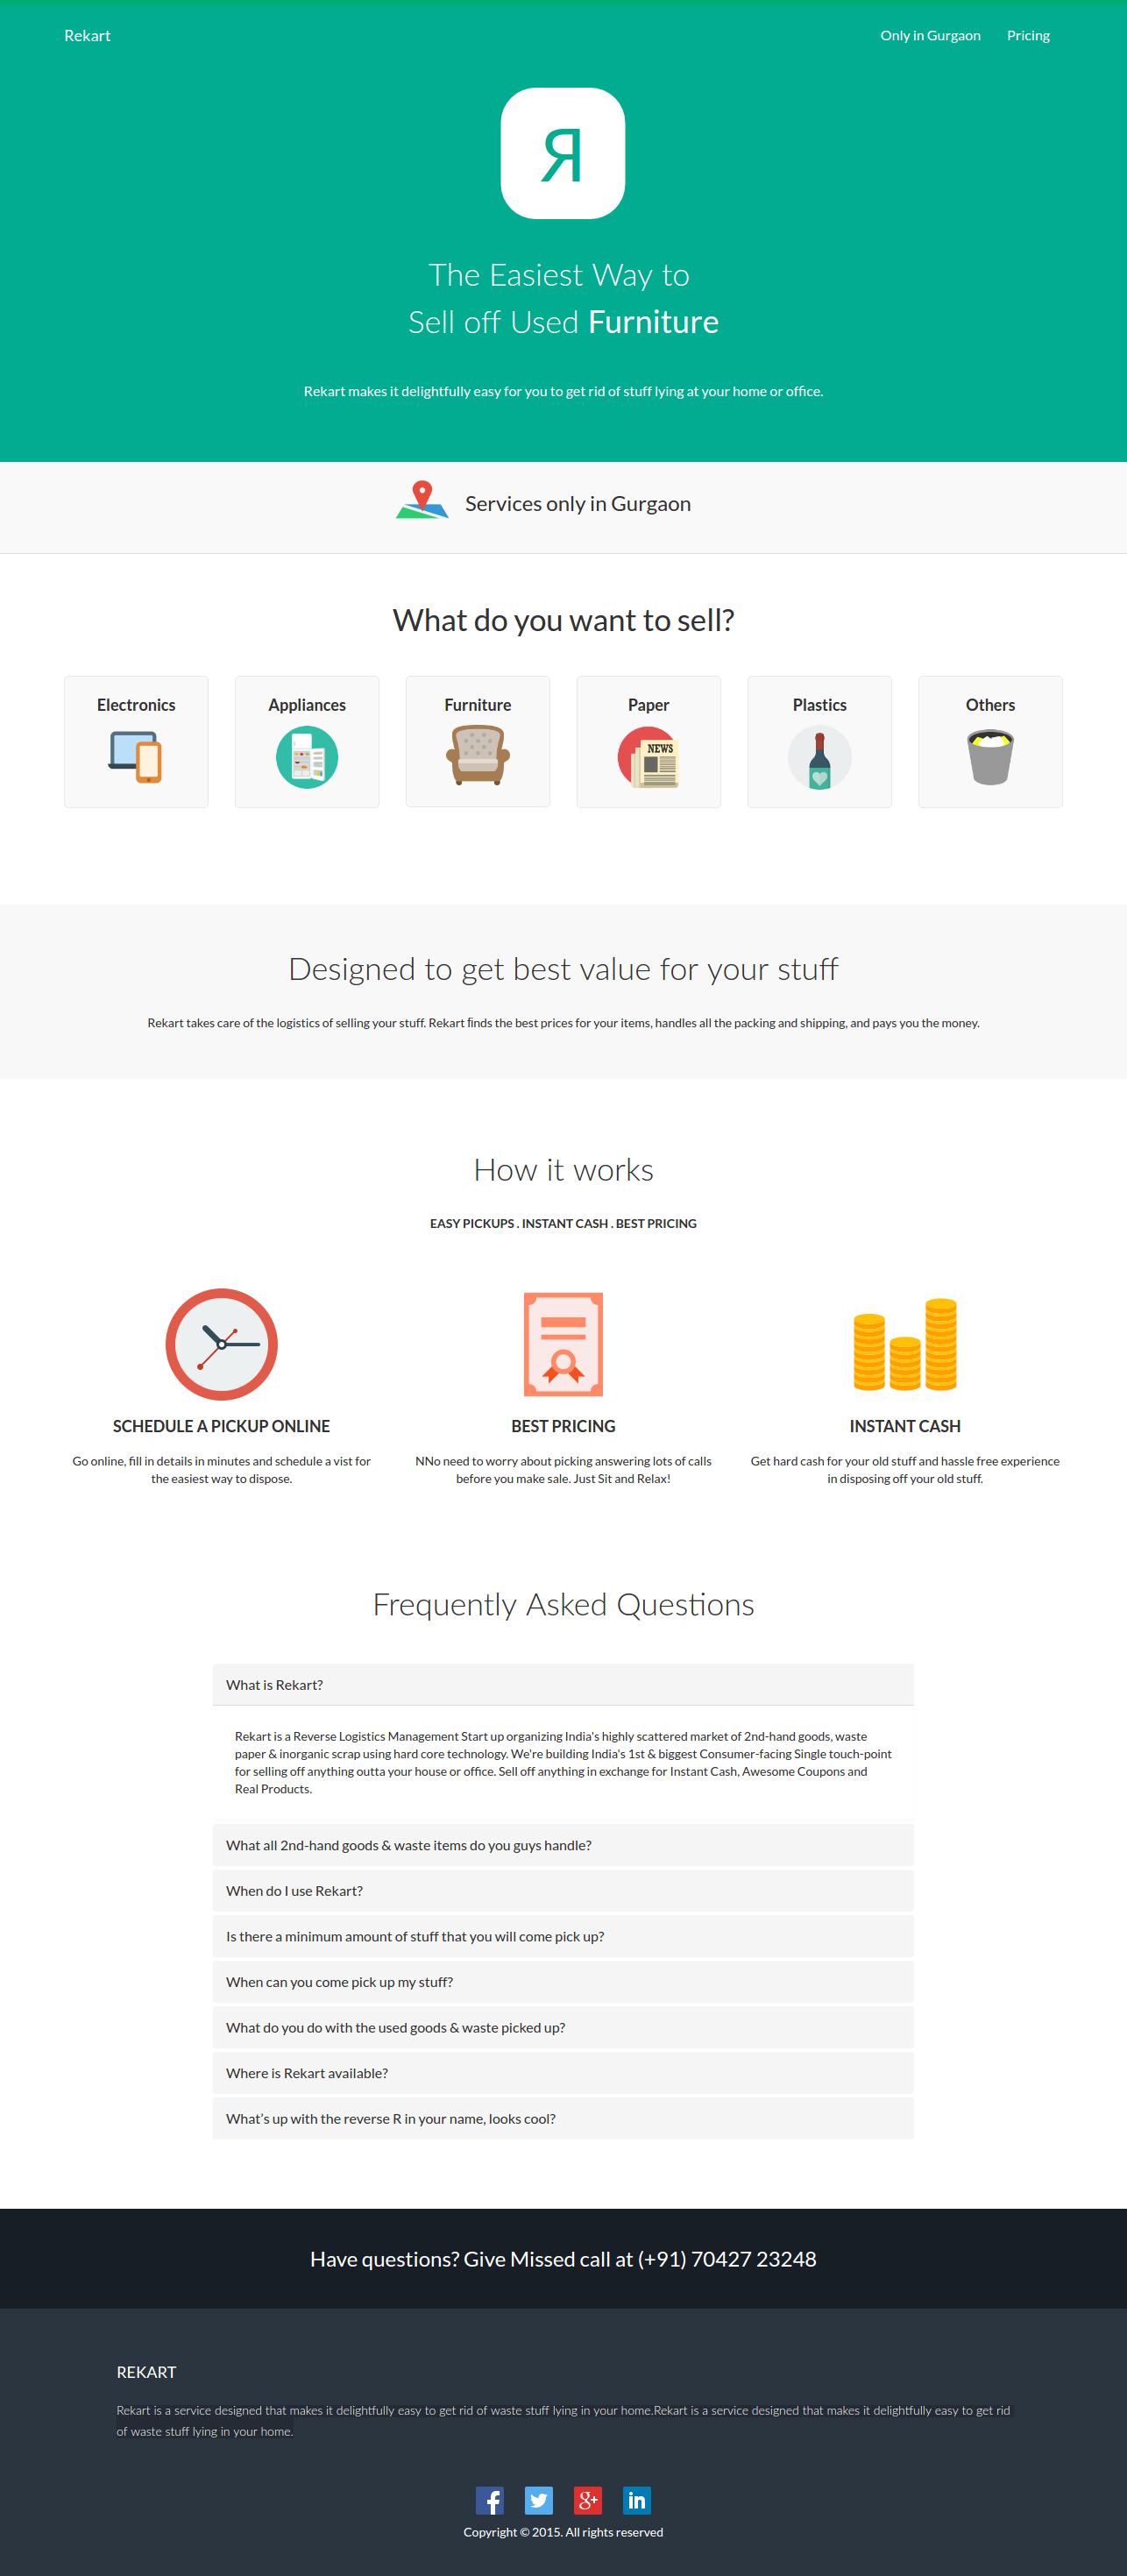 Rekart
Only in Gurgaon Pricing
Я
The Easiest Way to
Sell off Used Furniture
Rekart makes it delightfully easy for you to get rid of stuff lying at your home or office.
Services only in Gurgaon
What do you want to sell?
Electronics
Appliances
Furniture
Paper
NEWS
Plastics
Others
Designed to get best value for your stuff
Rekart takes care of the logistics of selling your stuff. Rekart finds the best prices for your items, handles all the packing and shipping, and pays you the money.
How it works
EASY PICKUPS . INSTANT CASH . BEST PRICING
SCHEDULE A PICKUP ONLINE
Go online, fill in details in minutes and schedule a vist for
the easiest way to dispose.
BEST PRICING
NNo need to worry about picking answering lots of calls
before you make sale. Just Sit and Relax!
INSTANT CASH
Get hard cash for your old stuff and hassle free experience
in disposing off your old stuff.
Frequently Asked Questions
What is Rekart?
Rekart is a Reverse Logistics Management Start up organizing India's highly scattered market of 2nd-hand goods, waste
paper & inorganic scrap using hard core technology. We're building India's 1st & biggest Consumer-facing Single touch-point
for selling off anything outta your house or office. Sell off anything in exchange for Instant Cash, Awesome Coupons and
Real Products.
What all 2nd-hand goods & waste items do you guys handle?
When do I use Rekart?
Is there a minimum amount of stuff that you will come pick up?
When can you come pick up my stuff?
What do you do with the used goods & waste picked up?
Where is Rekart available?
What’s up with the reverse R in your name, looks cool?
Have questions? Give Missed call at (+91) 70427 23248
REKART
Rekart is a service designed that makes it delightfully easy to get rid of waste stuff lying in your home.Rekart is a service designed that makes it delightfully easy to get rid
of waste stuff lying in your home.
f g+ in
Copyright © 2015. All rights reserved